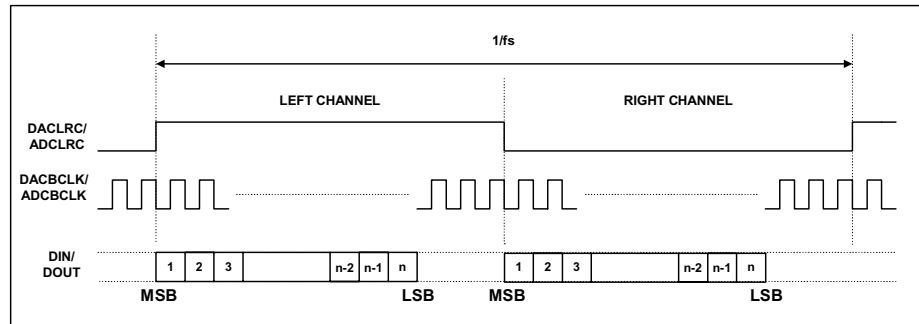 1/fs
LEFT CHANNEL RIGHT CHANNEL
DACLRC/
ADCLRC
DACBCLK/
ADCBCLK
DIN/
DOUT
1 2 3 n-2 n-1 n 1 2 3 n-2 n-1 n
MSB LSB MSB LSB